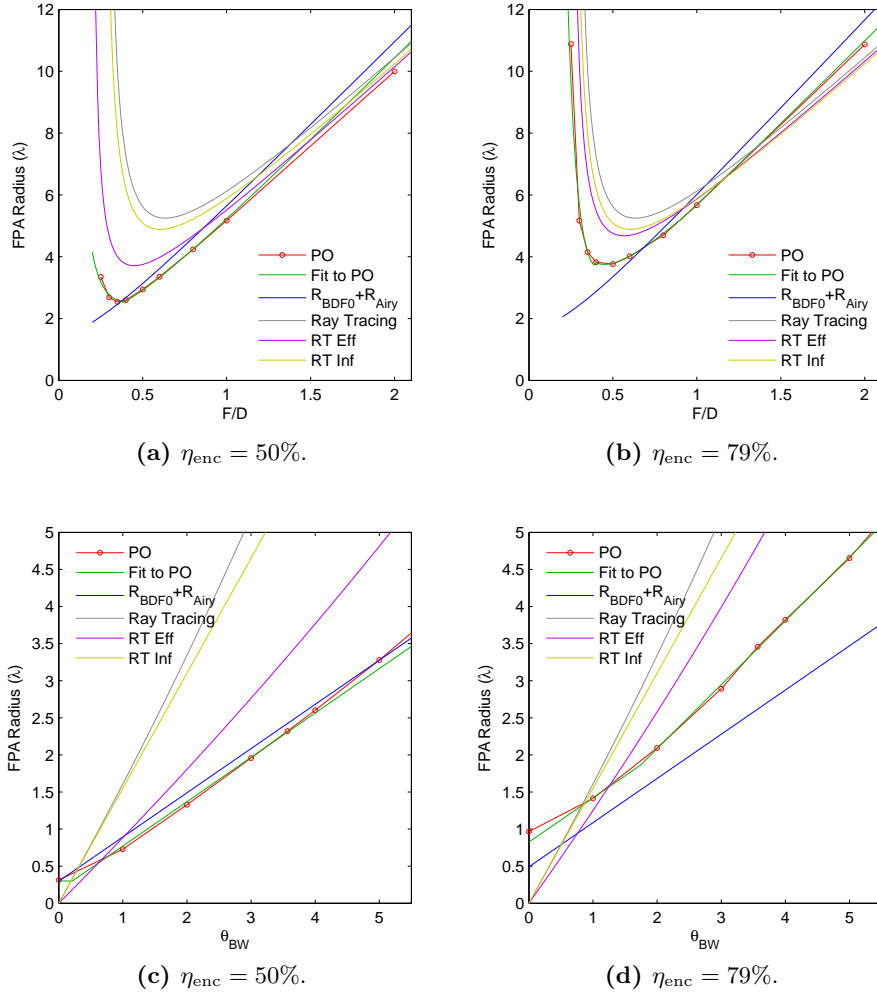 12
10
8
6
4
2
0
FPA Radius (λ)
0 0.5 1 1.5 2
F/D
PO
Fit to PO
R_BDF0+R_Airy
Ray Tracing
RT Eff
RT Inf
(a) η_enc = 50%.
12
10
8
6
4
2
0
FPA Radius (λ)
0 0.5 1 1.5 2
F/D
PO
Fit to PO
R_BDF0+R_Airy
Ray Tracing
RT Eff
RT Inf
(b) η_enc = 79%.
5
4.5
4
3.5
3
2.5
2
1.5
1
0.5
0
FPA Radius (λ)
PO
Fit to PO
R_BDF0+R_Airy
Ray Tracing
RT Eff
RT Inf
0 1 2 3 4 5
θ_BW
(c) η_enc = 50%.
5
4.5
4
3.5
3
2.5
2
1.5
1
0.5
0
FPA Radius (λ)
PO
Fit to PO
R_BDF0+R_Airy
Ray Tracing
RT Eff
RT Inf
0 1 2 3 4 5
θ_BW
(d) η_enc = 79%.